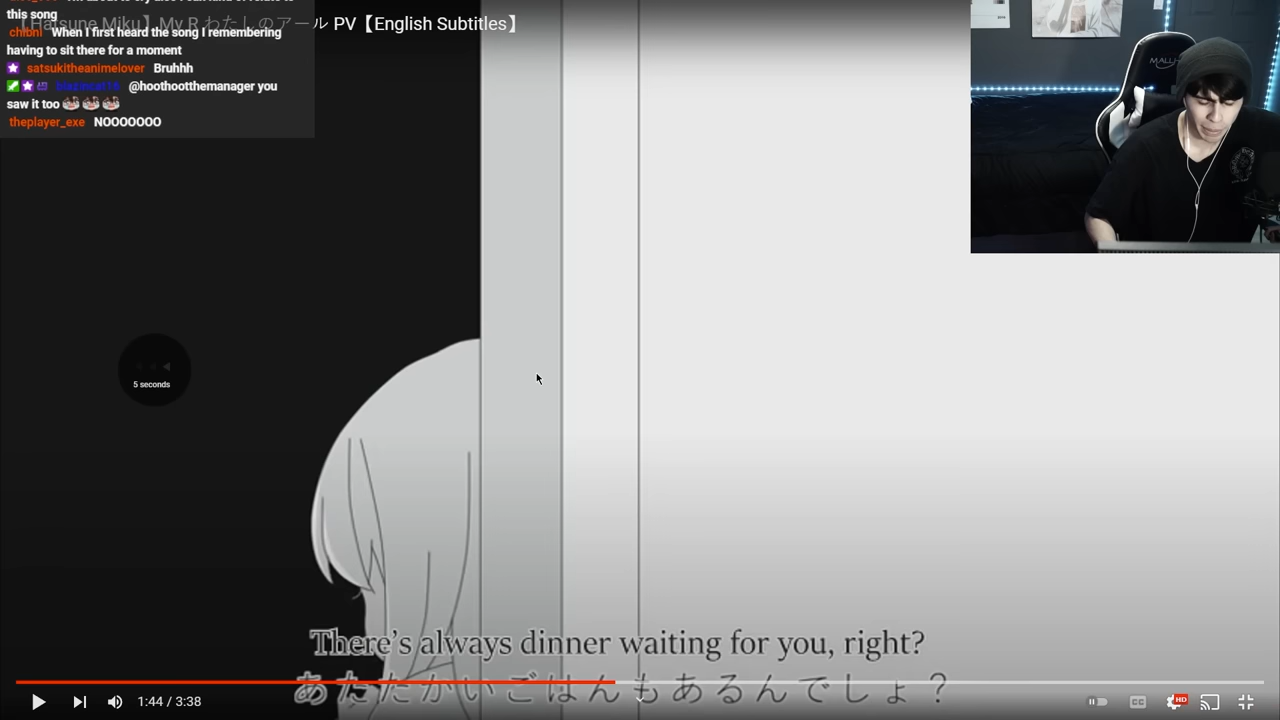 this song
【Hatsune Miku】My R わたしのアール PV【English Subtitles】
chibnl When I first heard the song I remembering
having to sit there for a moment
satsukitheanimelover Bruhhh
@hoothootthemanager you
saw it too
theplayer_exe NOOOOOOO
5 seconds
There's always dinner waiting for you, right?
あたたかいごはんもあるんでしょ？
1:44 / 3:38
CC
HD